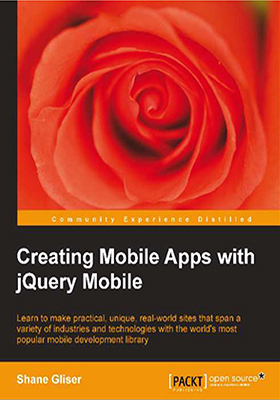 Community Experience Distilled
Creating Mobile Apps with
jQuery Mobile
Learn to make practical, unique, real-world sites that span a
variety of industries and technologies with the world's most
popular mobile development library
Shane Gliser
[PACKT] open source*
PUBLISHING